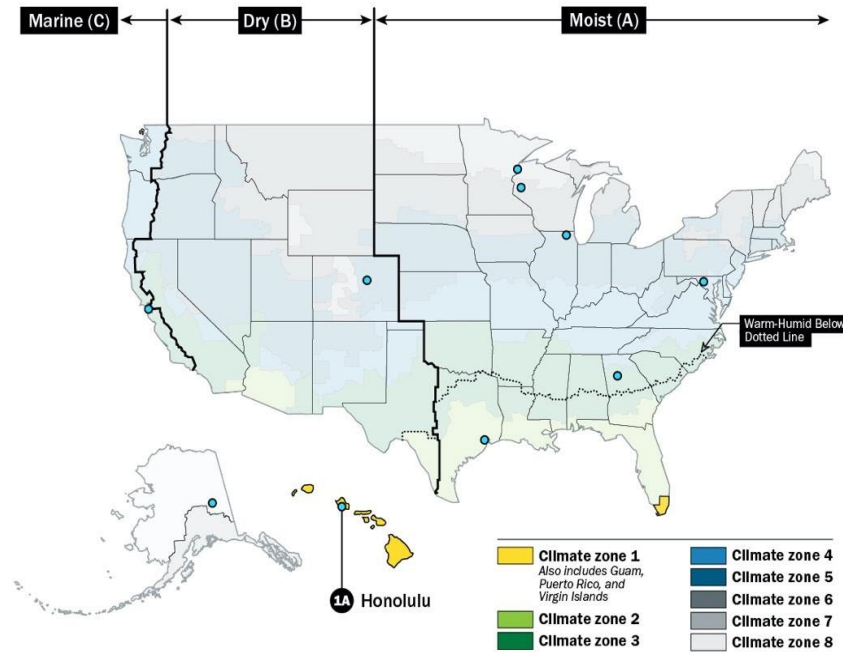 Marine (C)
Dry (B)
Moist (A)
Warm-Humid Below
Dotted Line
1A Honolulu
Climate zone 1
Also includes Guam,
Puerto Rico, and
Virgin Islands
Climate zone 2
Climate zone 3
Climate zone 4
Climate zone 5
Climate zone 6
Climate zone 7
Climate zone 8